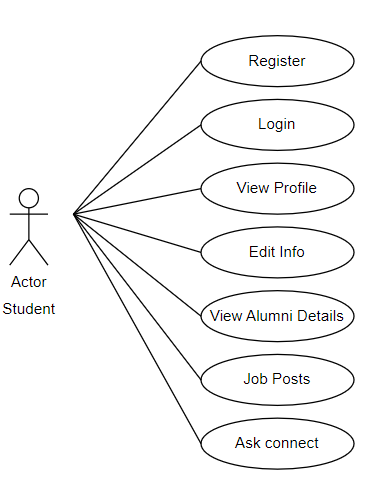 Register
Login
View Profile
Edit Info
View Alumni Details
Job Posts
Ask connect
Actor
Student